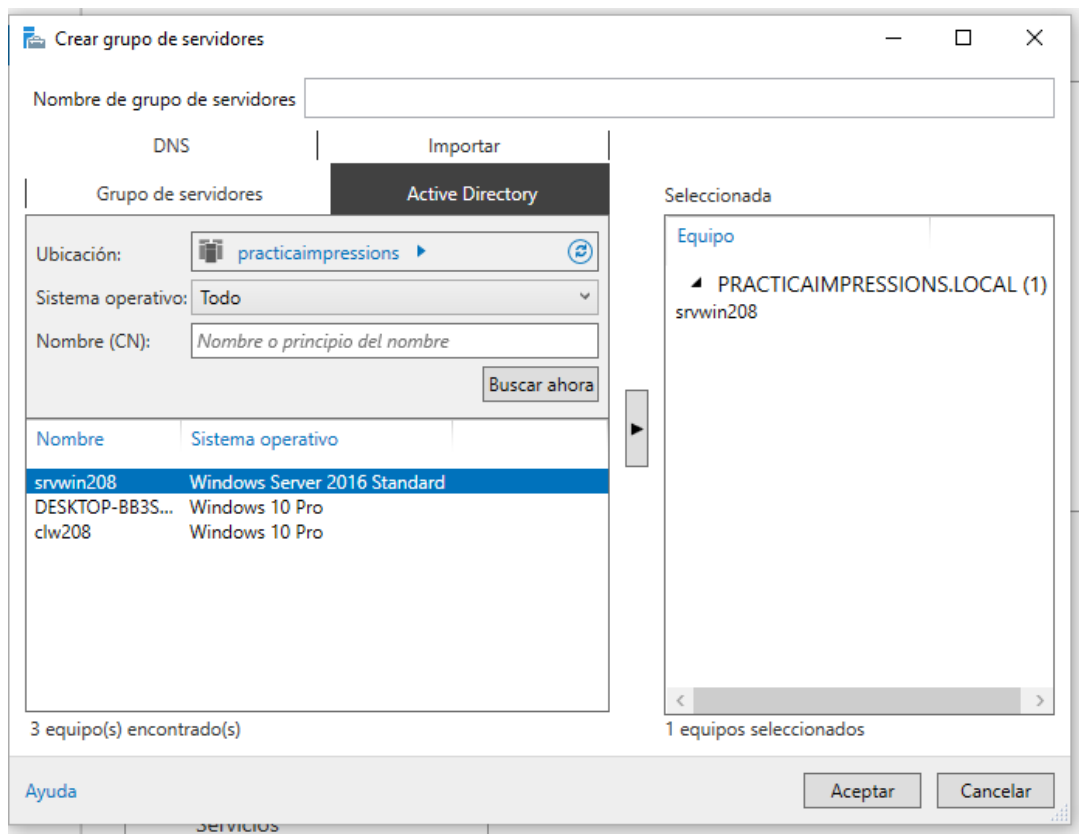 Crear grupo de servidores
Nombre de grupo de servidores
DNS
Importar
Grupo de servidores
Active Directory
Ubicación:
practicaimpressions
Sistema operativo:
Todo
Nombre (CN):
Nombre o principio del nombre
Buscar ahora
Nombre
Sistema operativo
srvwin208
Windows Server 2016 Standard
DESKTOP-BB3S...
Windows 10 Pro
clw208
Windows 10 Pro
3 equipo(s) encontrado(s)
Seleccionada
Equipo
PRACTICAIMPRESSIONS.LOCAL (1)
srvwin208
1 equipos seleccionados
Ayuda
Aceptar
Cancelar
Servicios